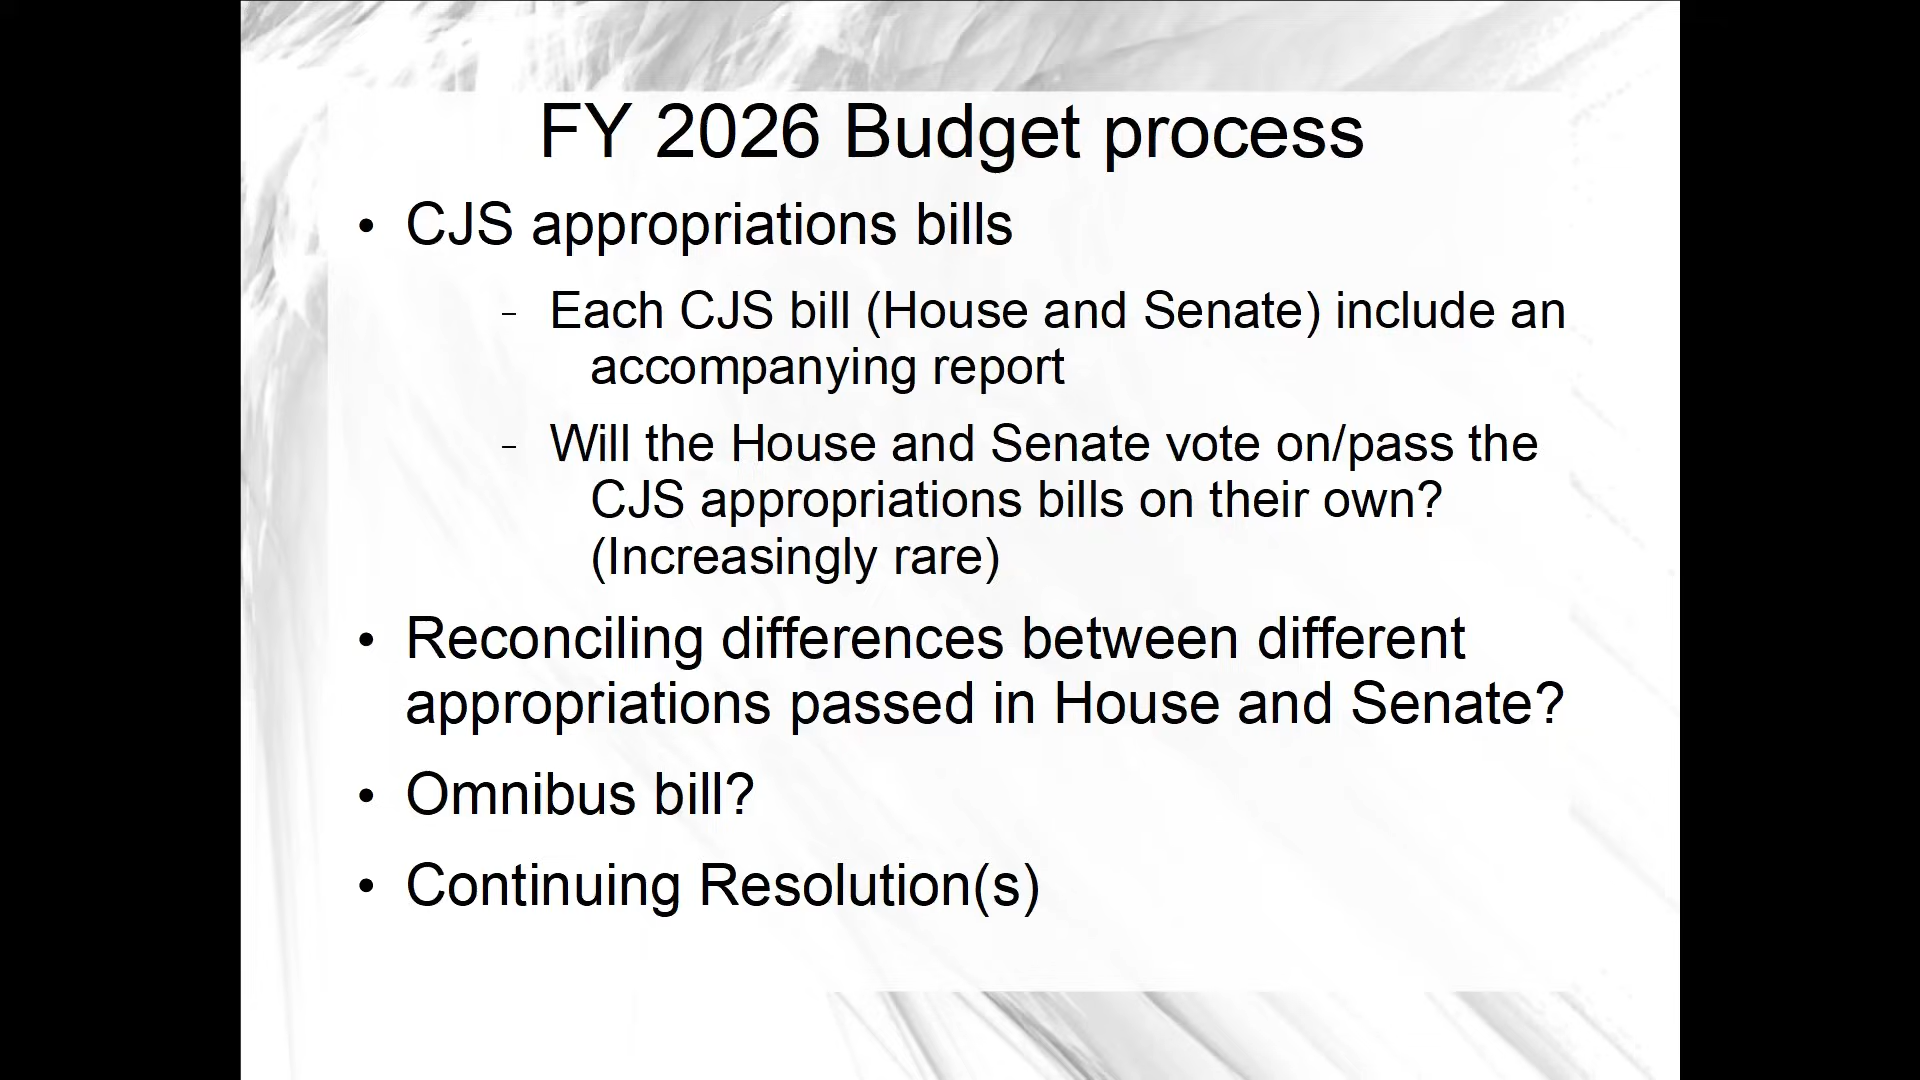 FY 2026 Budget process
• CJS appropriations bills
– Each CJS bill (House and Senate) include an
accompanying report
– Will the House and Senate vote on/pass the
CJS appropriations bills on their own?
(Increasingly rare)
• Reconciling differences between different
appropriations passed in House and Senate?
• Omnibus bill?
• Continuing Resolution(s)